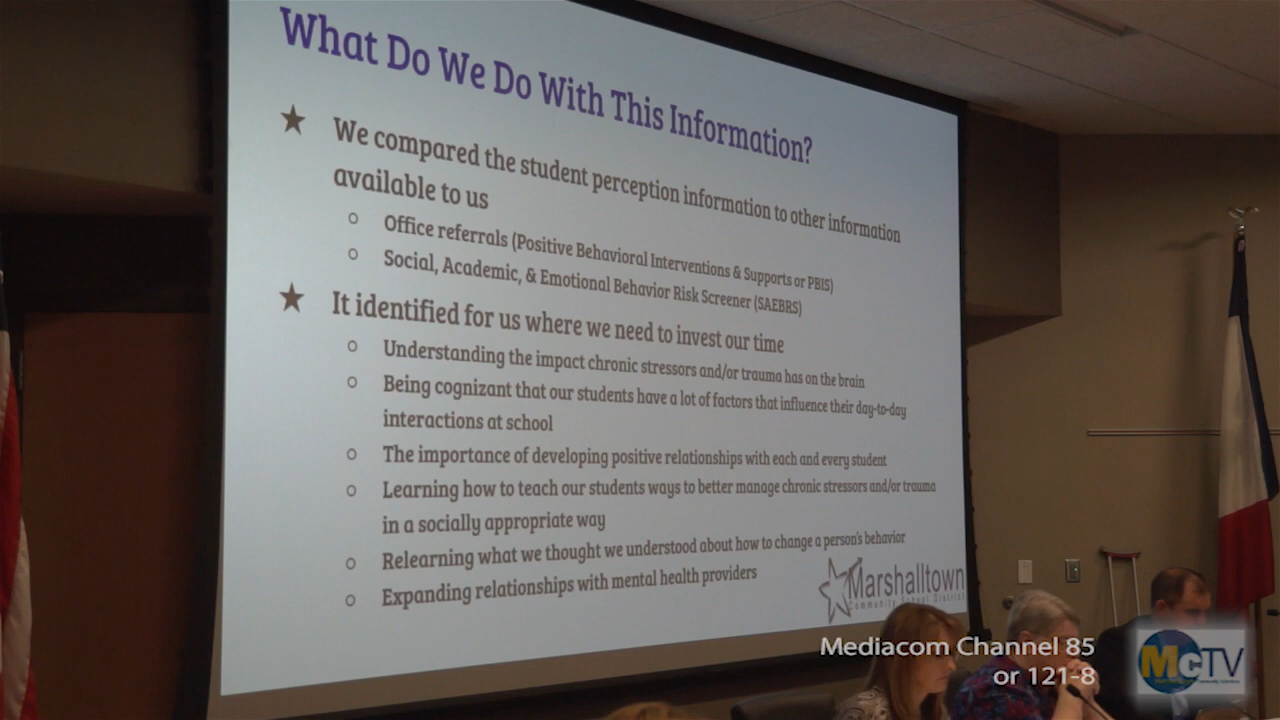 What Do We Do With This Information?
★ We compared the student perception information to other information
available to us
○ Office referrals (Positive Behavioral Interventions & Supports or PBIS)
○ Social, Academic, & Emotional Behavior Risk Screener (SAEBRS)
★ It identified for us where we need to invest our time
○ Understanding the impact chronic stressors and/or trauma has on the brain
○ Being cognizant that our students have a lot of factors that influence their day-to-day
interactions at school
○ The importance of developing positive relationships with each and every student
○ Learning how to teach our students ways to better manage chronic stressors and/or trauma
in a socially appropriate way
○ Relearning what we thought we understood about how to change a person's behavior
○ Expanding relationships with mental health providers
Marshalltown
Community School District
Mediacom Channel 85
or 121-8
McTV